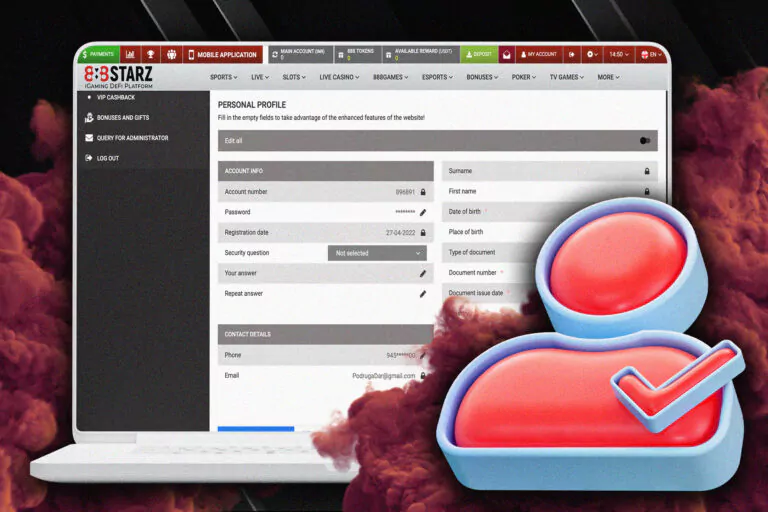 $ PAYMENTS
MOBILE APPLICATION
MAIN ACCOUNT (INR)
0
888 TOKENS
0
AVAILABLE REWARD (USDT)
0
DEPOSIT
MY ACCOUNT
14:50
EN
888STARZ
iGAMING DEFI PLATFORM
SPORTS
LIVE
SLOTS
LIVE CASINO
888GAMES
ESPORTS
BONUSES
POKER
TV GAMES
MORE
VIP CASHBACK
BONUSES AND GIFTS
QUERY FOR ADMINISTRATOR
LOG OUT
PERSONAL PROFILE
Fill in the empty fields to take advantage of the enhanced features of the website!
Edit all
ACCOUNT INFO
Account number 896891
Password ********
Registration date 27-04-2022
Security question Not selected
Your answer
Repeat answer
CONTACT DETAILS
Phone 945*****00
Email PodrugaDar@gmail.com
Surname
First name
Date of birth *
Place of birth
Type of document
Document number *
Document issue date *